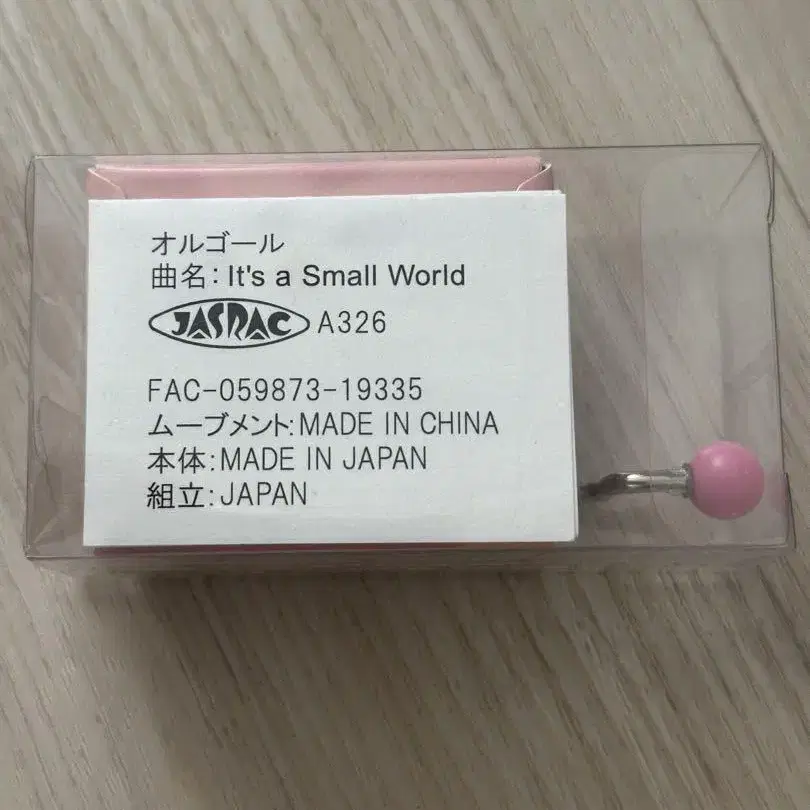 オルゴール
曲名：It's a Small World
JASRAC A326
FAC-059873-19335
ムーブメント:MADE IN CHINA
本体:MADE IN JAPAN
組立:JAPAN